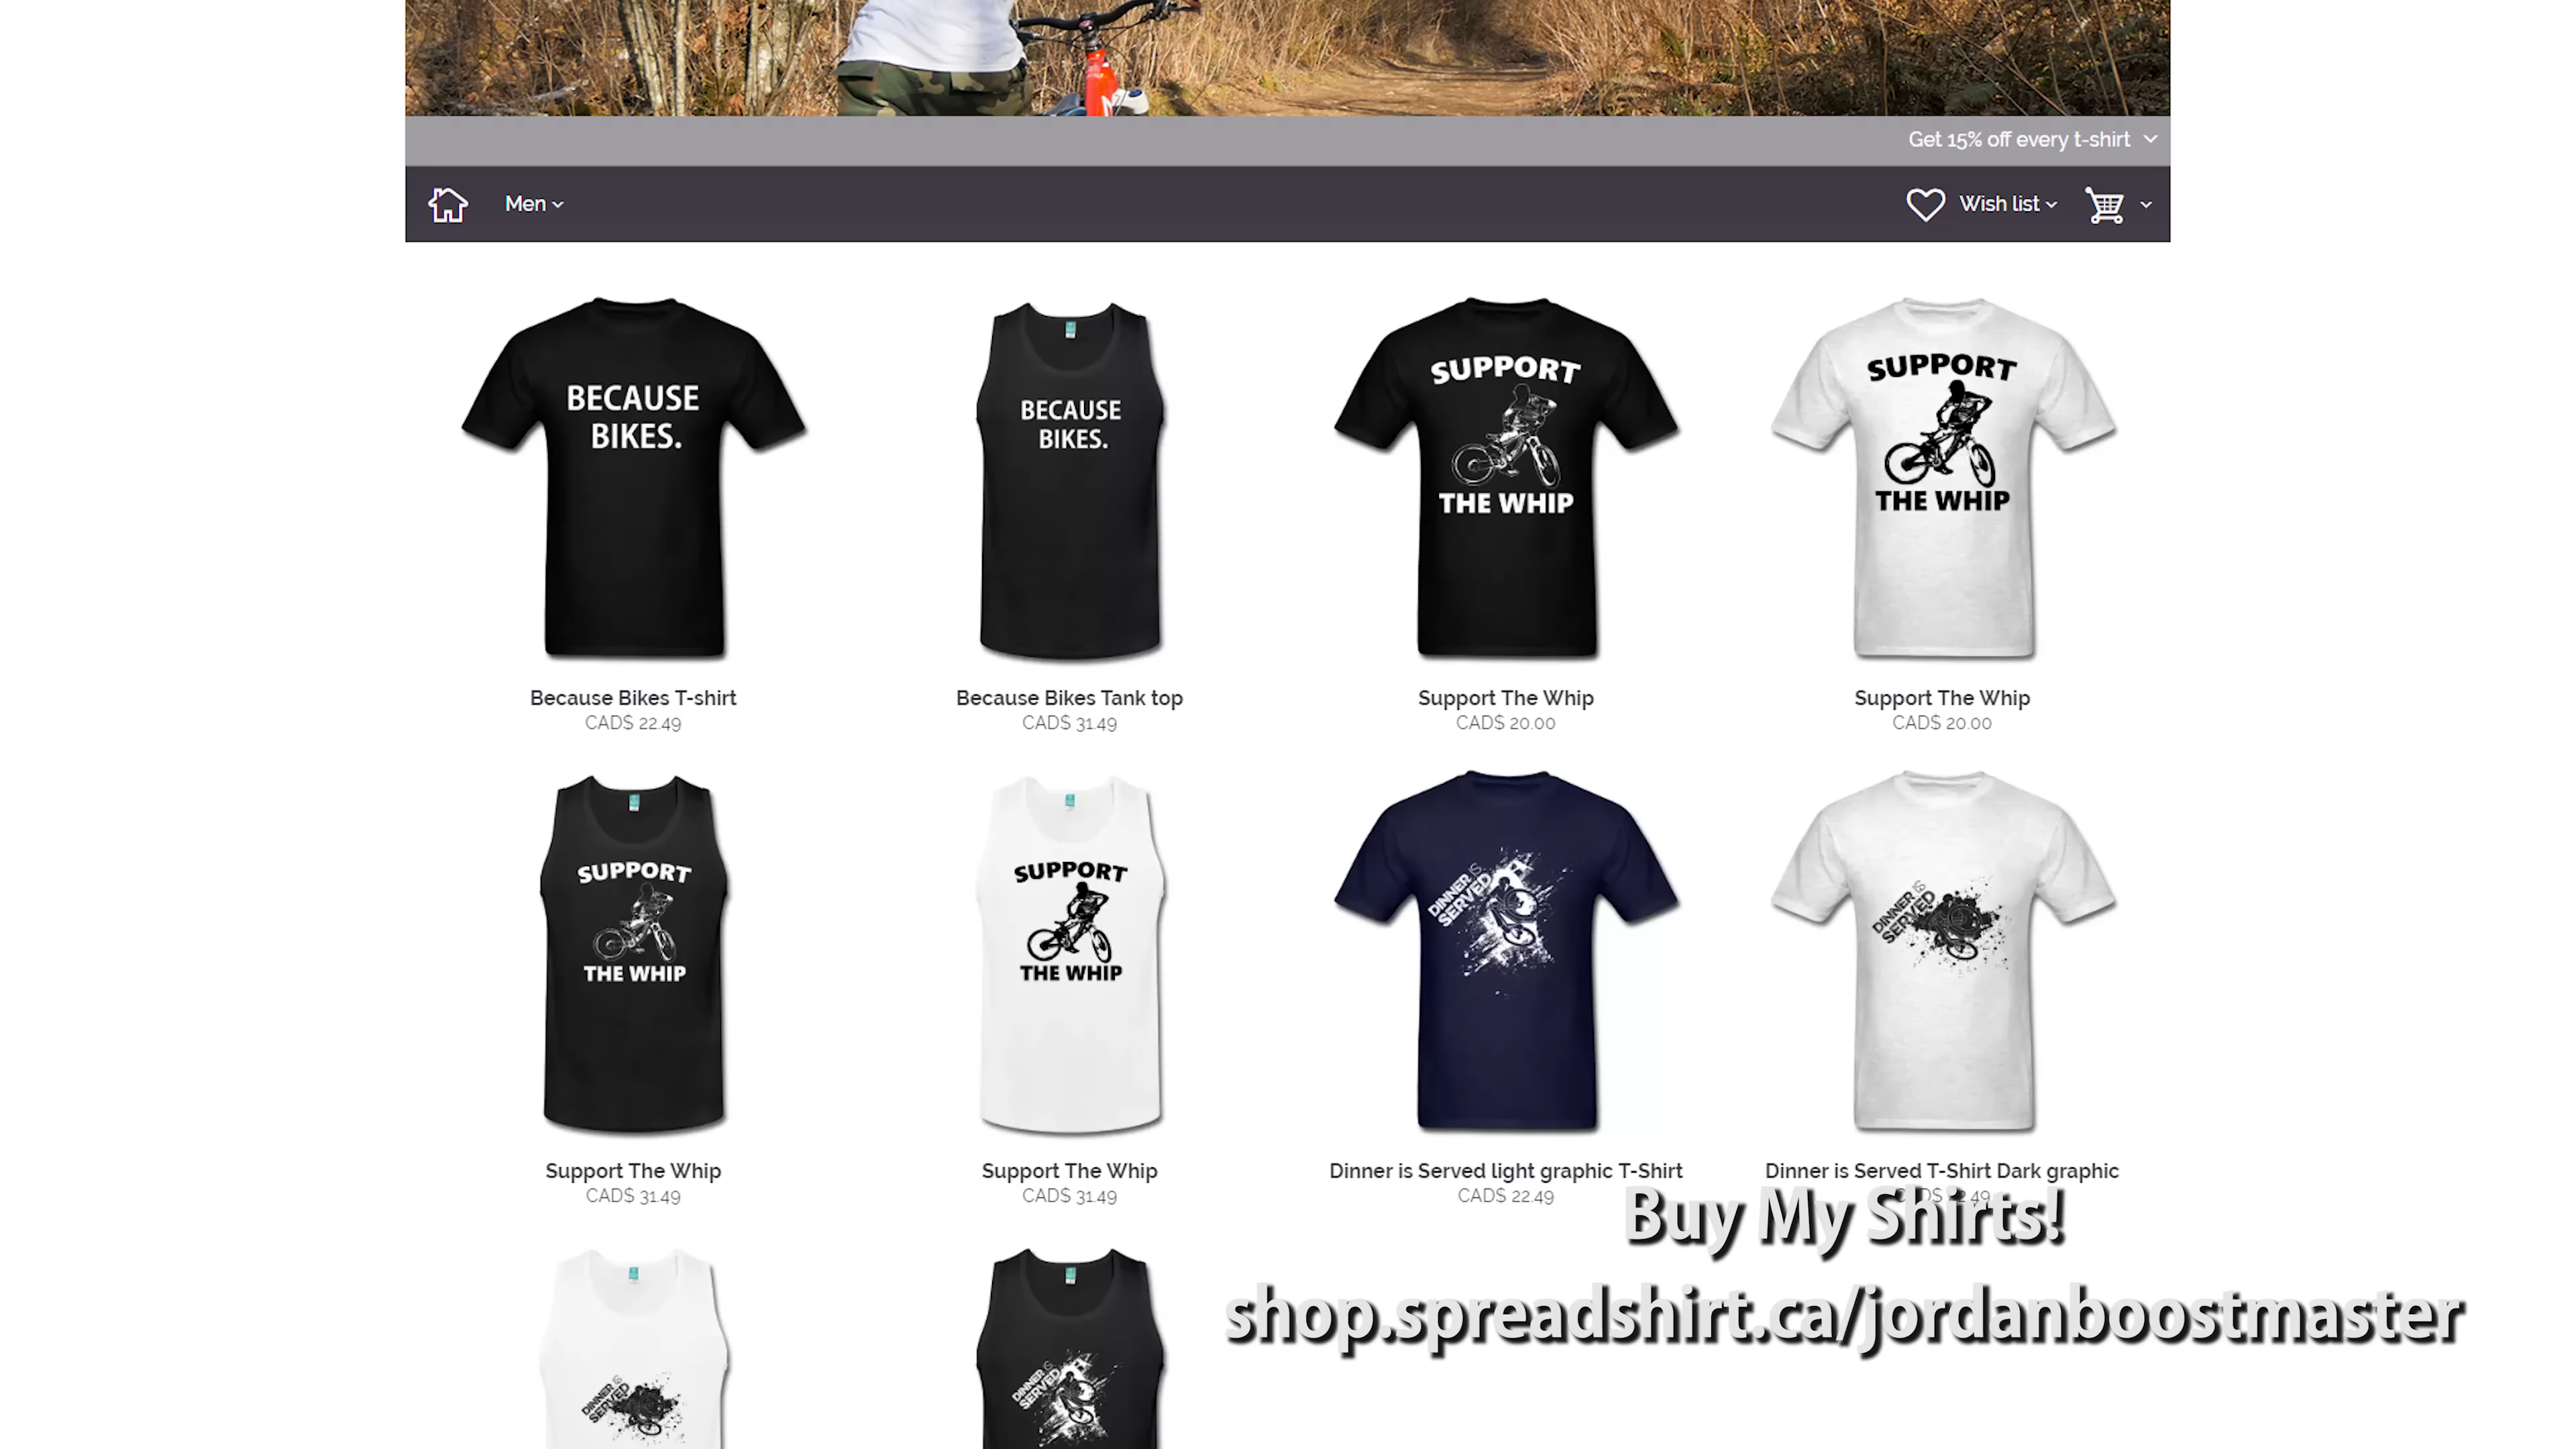 Get 15% off every t-shirt
Men
Wish list
BECAUSE
BIKES.
BECAUSE
BIKES.
SUPPORT
THE WHIP
SUPPORT
THE WHIP
Because Bikes T-shirt
CAD$ 22.49
Because Bikes Tank top
CAD$ 31.49
Support The Whip
CAD$ 20.00
Support The Whip
CAD$ 20.00
SUPPORT
THE WHIP
SUPPORT
THE WHIP
DINNER IS
SERVED
DINNER IS
SERVED
Support The Whip
CAD$ 31.49
Support The Whip
CAD$ 31.49
Dinner is Served light graphic T-Shirt
CAD$ 22.49
Dinner is Served T-Shirt Dark graphic
Buy My Shirts!
shop.spreadshirt.ca/jordanboostmaster
DINNER IS
SERVED
DINNER IS
SERVED